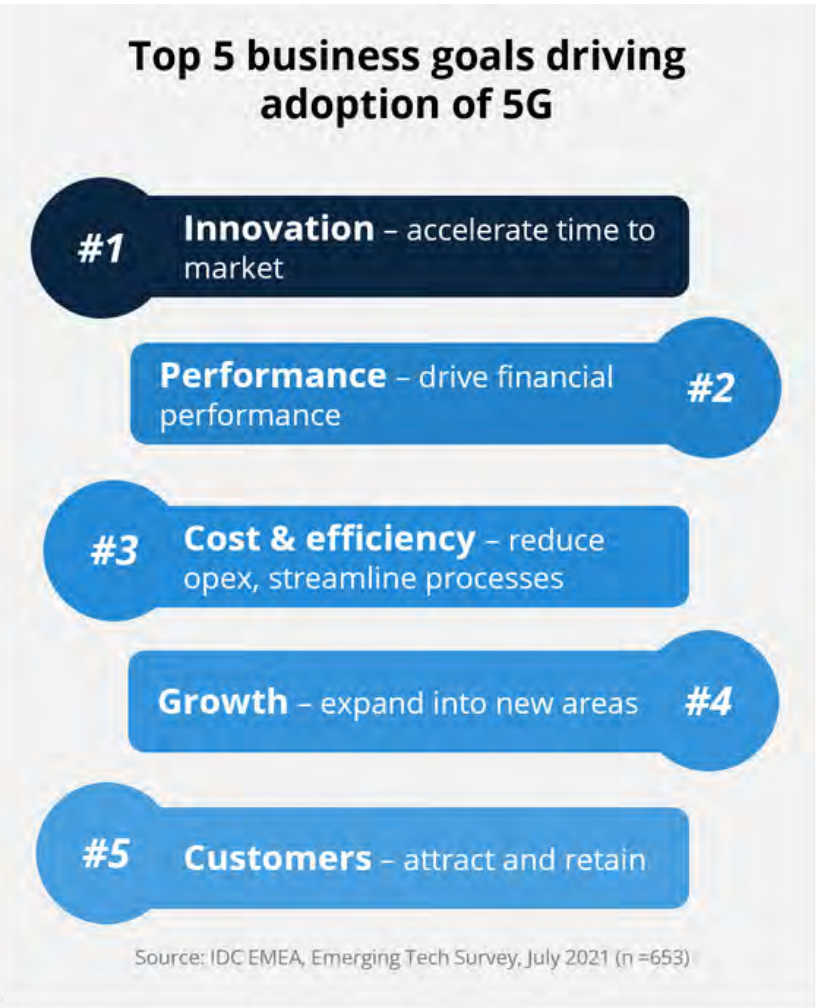 Top 5 business goals driving
adoption of 5G
#1
Innovation – accelerate time to
market
Performance – drive financial
performance
#2
#3
Cost & efficiency – reduce
opex, streamline processes
Growth – expand into new areas
#4
#5
Customers – attract and retain
Source: IDC EMEA, Emerging Tech Survey, July 2021 (n =653)